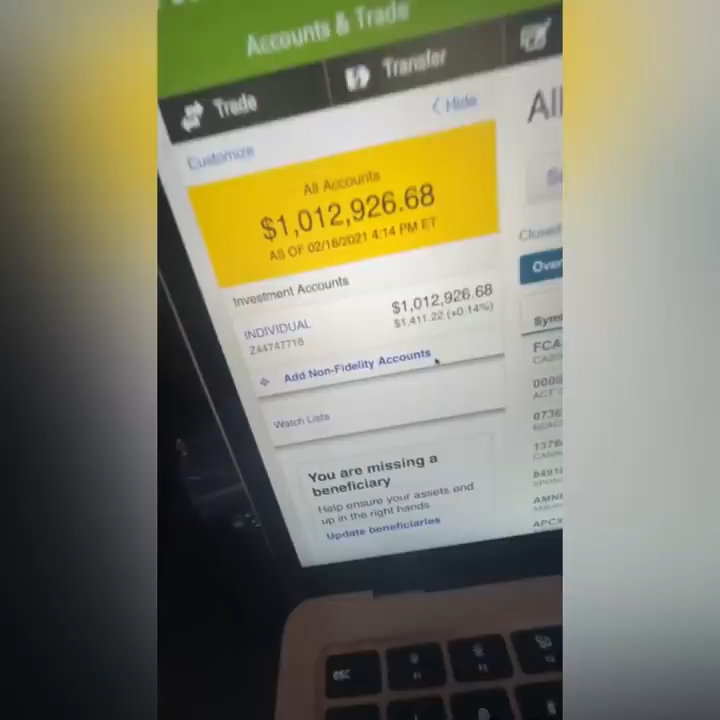 Accounts & Trade
Trade
Transfer
Hide
Customize
All
All Accounts
$1,012,926.68
AS OF 02/16/2021 4:14 PM ET
Investment Accounts
INDIVIDUAL
$1,012,926.68
Z44747718
$1,411.22 (+0.14%)
Add Non-Fidelity Accounts
Watch Lists
You are missing a
beneficiary
Help ensure your assets end
up in the right hands
Update beneficiaries
Over
Sym
FCA
ACT
AMN
APCX
esc